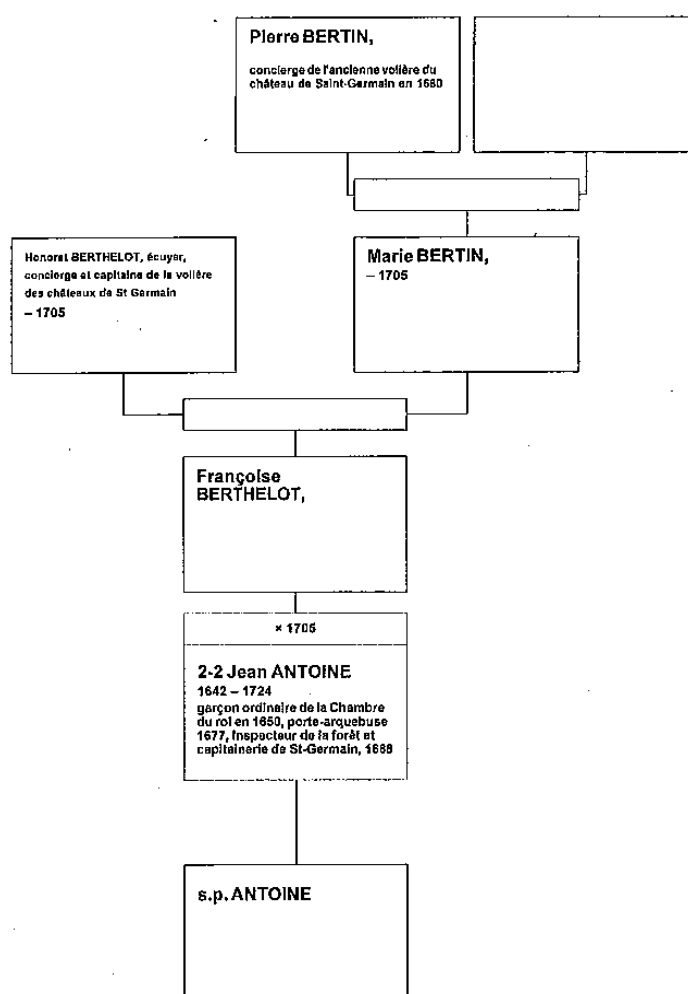 Pierre BERTIN,
concierge de l'ancienne volière du
château de Saint-Germain en 1680
Honorat BERTHELOT, écuyer,
concierge et capitaine de la volière
des châteaux de St Germain
– 1705
Marie BERTIN,
– 1705
Françoise
BERTHELOT,
× 1705
2-2 Jean ANTOINE
1642 – 1724
garçon ordinaire de la Chambre
du roi en 1650, porte-arquebuse
1677, Inspecteur de la forêt et
capitainerie de St-Germain, 1688
s.p. ANTOINE